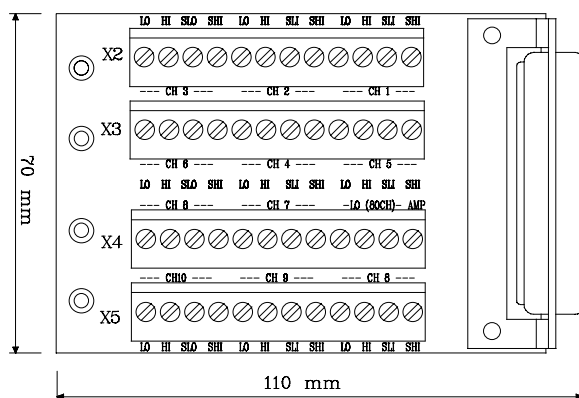 LO HI SLO SHI LO HI SLI SHI LO HI SLI SHI
X2
--- CH 3 --- --- CH 2 --- --- CH 1 ---
X3
--- CH 6 --- --- CH 4 --- --- CH 5 ---
LO HI SLO SHI LO HI SLI SHI LO HI SLI SHI
--- CH 8 --- --- CH 7 --- -LO (80CH)- AMP
X4
--- CH10 --- --- CH 9 --- --- CH 8 ---
X5
LO HI SLO SHI LO HI SLI SHI LO HI SLI SHI
70 mm
110 mm